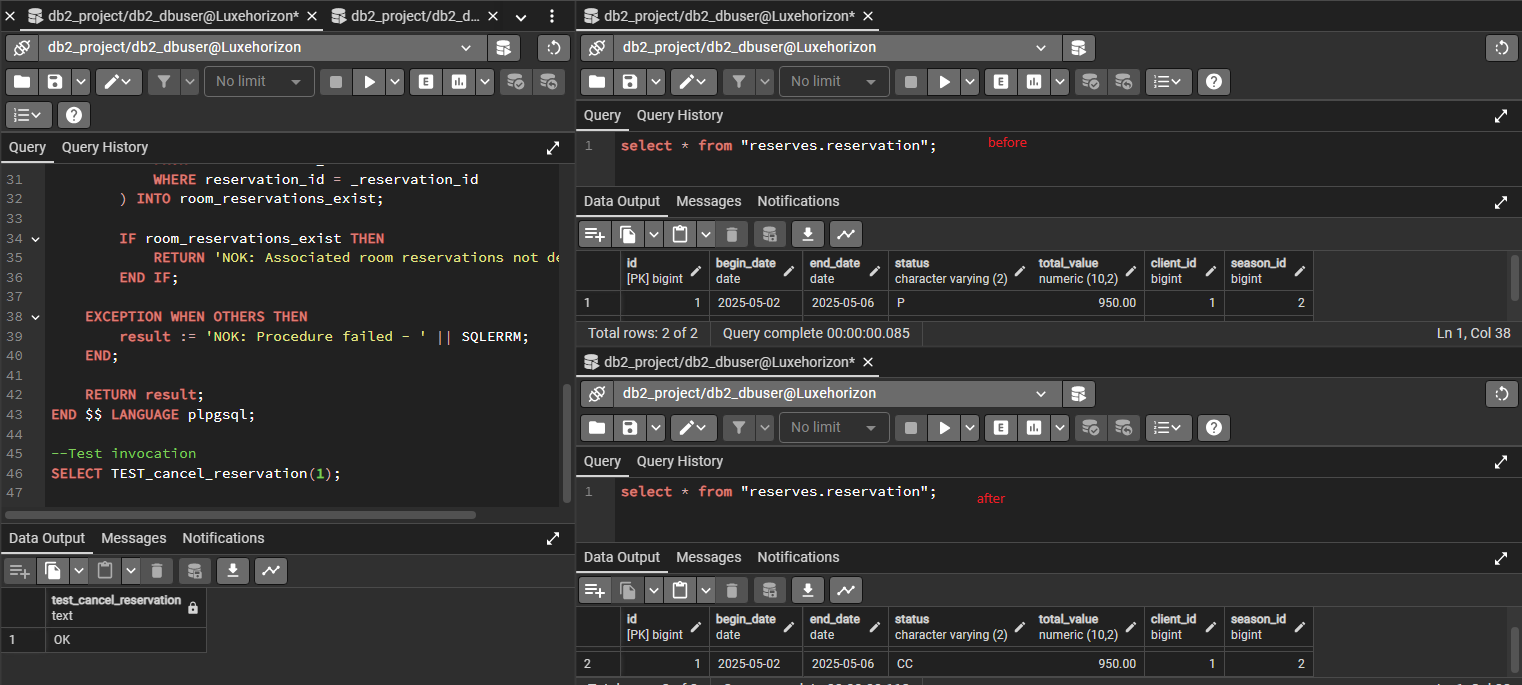 db2_project/db2_dbuser@Luxehorizon*
db2_project/db2_d...
db2_project/db2_dbuser@Luxehorizon
No limit
E
Query
Query History
31 WHERE reservation_id = _reservation_id
32 ) INTO room_reservations_exist;
33
34 IF room_reservations_exist THEN
35 RETURN 'NOK: Associated room reservations not de
36 END IF;
37
38 EXCEPTION WHEN OTHERS THEN
39 result := 'NOK: Procedure failed - ' || SQLERRM;
40 END;
41
42 RETURN result;
43 END $$ LANGUAGE plpgsql;
44
45 --Test invocation
46 SELECT TEST_cancel_reservation(1);
47
Data Output Messages Notifications
test_cancel_reservation
text
1 OK
db2_project/db2_dbuser@Luxehorizon*
db2_project/db2_dbuser@Luxehorizon
No limit
E
Query Query History
1 select * from "reserves.reservation"; before
Data Output Messages Notifications
id begin_date end_date status total_value client_id season_id
[PK] bigint date date character varying (2) numeric (10,2) bigint bigint
1 1 2025-05-02 2025-05-06 P 950.00 1 2
Total rows: 2 of 2 Query complete 00:00:00.085 Ln 1, Col 38
db2_project/db2_dbuser@Luxehorizon*
db2_project/db2_dbuser@Luxehorizon
No limit
E
Query Query History
1 select * from "reserves.reservation"; after
Data Output Messages Notifications
id begin_date end_date status total_value client_id season_id
[PK] bigint date date character varying (2) numeric (10,2) bigint bigint
2 1 2025-05-02 2025-05-06 CC 950.00 1 2